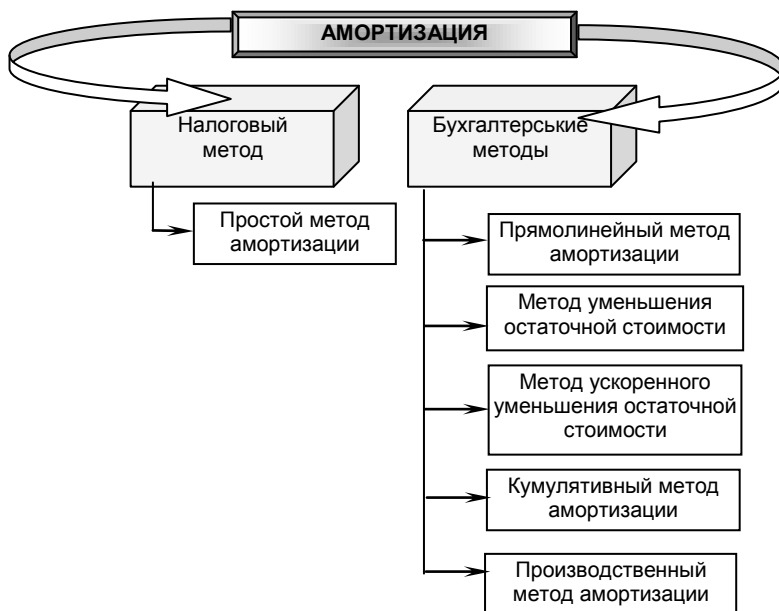 АМОРТИЗАЦИЯ
Налоговый
метод
Простой метод
амортизации
Бухгалтерськие
методы
Прямолинейный метод
амортизации
Метод уменьшения
остаточной стоимости
Метод ускоренного
уменьшения остаточной
стоимости
Кумулятивный метод
амортизации
Производственный
метод амортизации